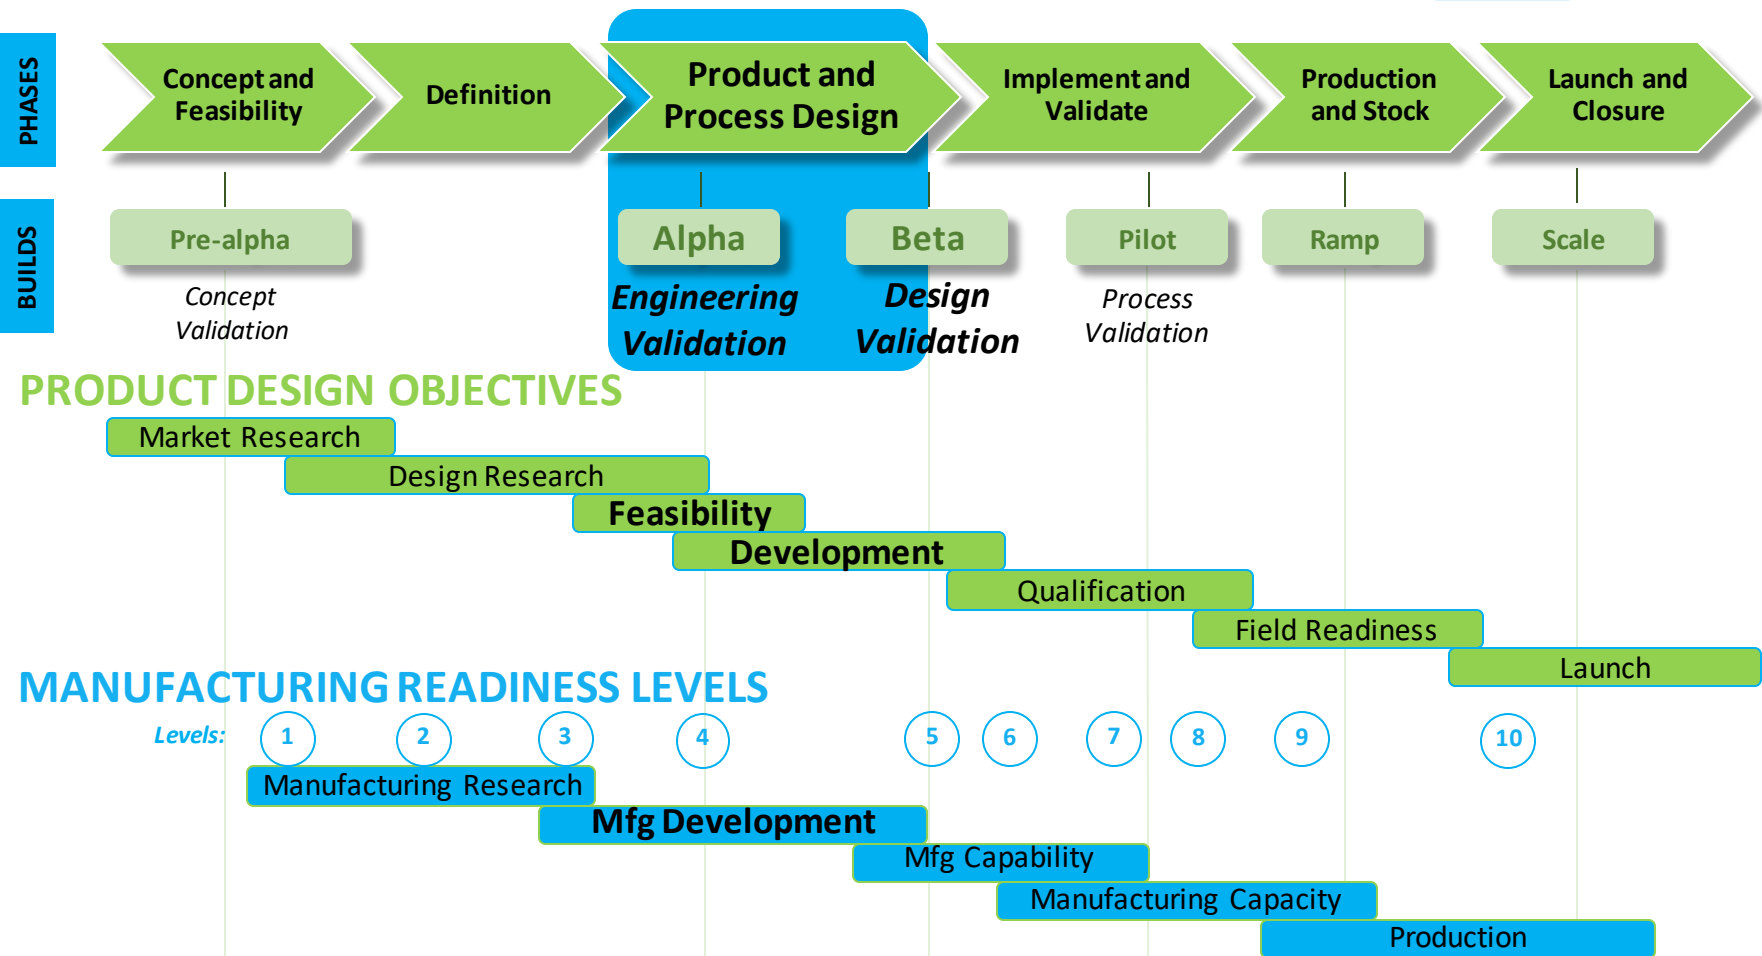 PHASES
Concept and
Feasibility
Definition
Product and
Process Design
Implement and
Validate
Production
and Stock
Launch and
Closure
BUILDS
Pre-alpha
Alpha
Beta
Pilot
Ramp
Scale
Concept
Validation
Engineering
Validation
Design
Validation
Process
Validation
PRODUCT DESIGN OBJECTIVES
Market Research
Design Research
Feasibility
Development
Qualification
Field Readiness
Launch
MANUFACTURING READINESS LEVELS
Levels: 1 2 3 4 5 6 7 8 9 10
Manufacturing Research
Mfg Development
Mfg Capability
Manufacturing Capacity
Production